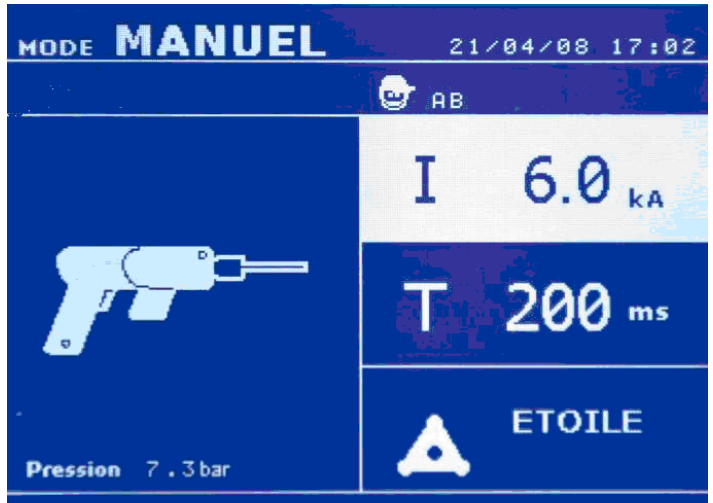 MODE MANUEL 21/04/08 17:02
AB
I 6.0 kA
T 200 ms
ETOILE
Pression 7.3 bar